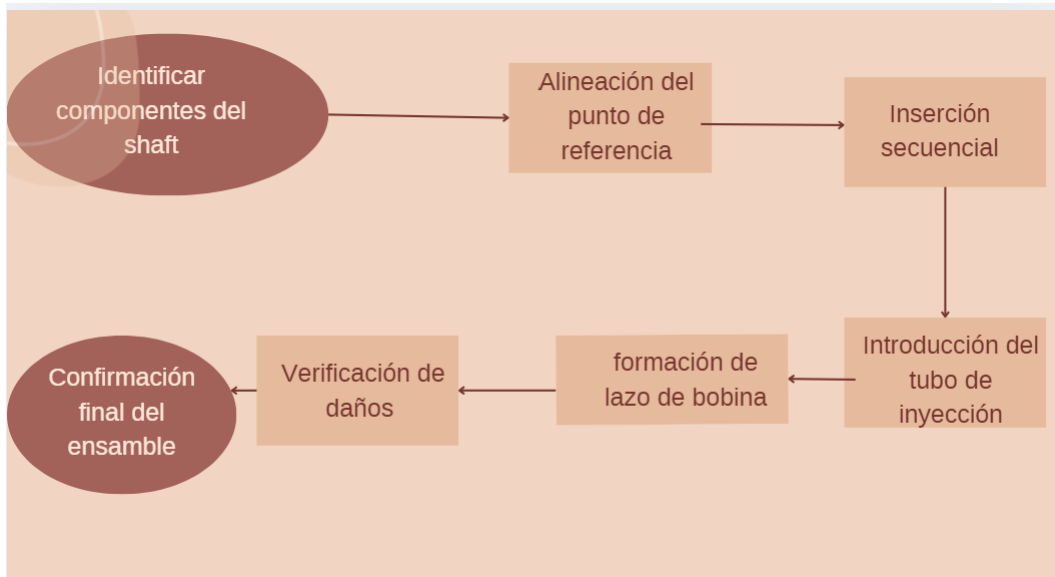 Identificar
componentes del
shaft
Alineación del
punto de
referencia
Inserción
secuencial
Introducción del
tubo de
inyección
formación de
lazo de bobina
Verificación de
daños
Confirmación
final del
ensamble